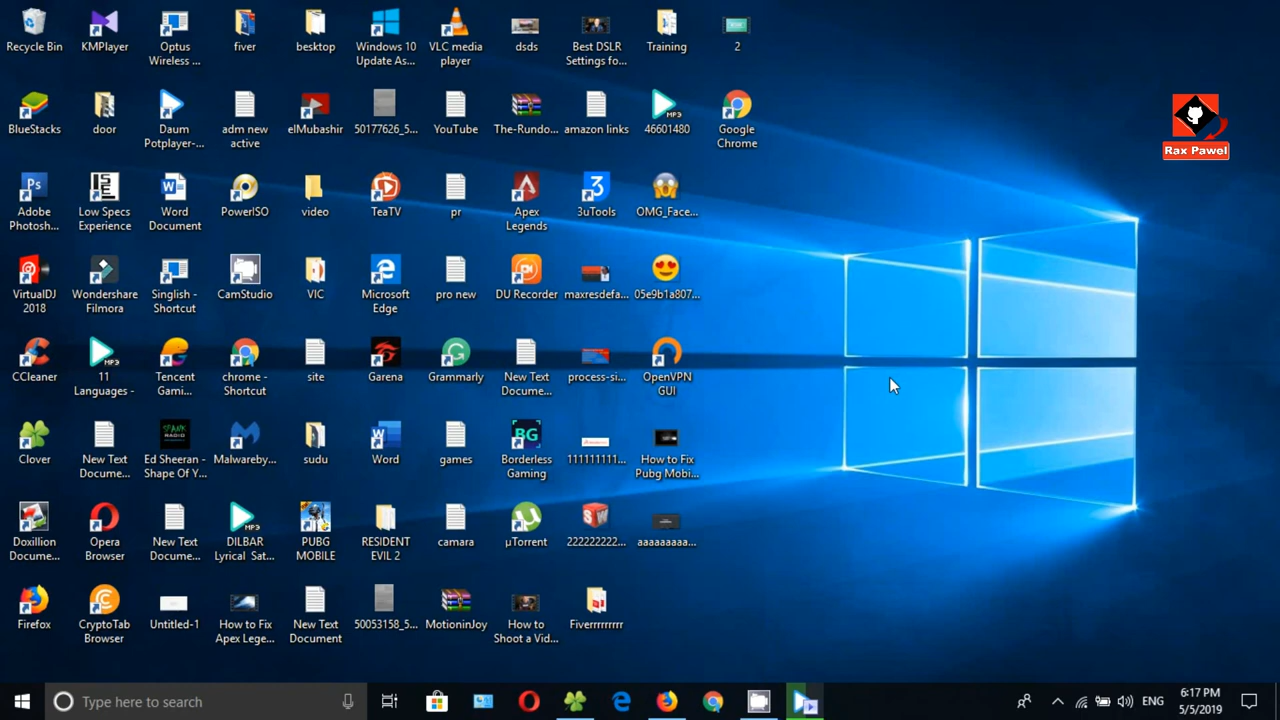 Recycle Bin
KMPlayer
Optus
Wireless ...
fiver
besktop
Windows 10
Update As...
VLC media
player
dsds
Best DSLR
Settings fo...
Training
2
BlueStacks
door
Daum
Potplayer-...
adm new
active
elMubashir
50177626_5...
YouTube
The-Rundo...
amazon links
MP3
46601480
Google
Chrome
Rax Pawel
Ps
Adobe
Photosh...
Low Specs
Experience
Word
Document
PowerISO
video
TeaTV
pr
Apex
Legends
3uTools
OMG_Face...
VirtualDJ
2018
Wondershare
Filmora
Singlish -
Shortcut
CamStudio
VIC
Microsoft
Edge
pro new
DU Recorder
maxresdefa...
05e9b1a807...
CCleaner
MP3
11
Languages -
Tencent
Gami...
chrome -
Shortcut
site
Garena
Grammarly
New Text
Docume...
process-si...
OpenVPN
GUI
Clover
New Text
Docume...
Ed Sheeran -
Shape Of Y...
Malwareby...
sudu
Word
games
BG
Borderless
Gaming
111111111...
How to Fix
Pubg Mobi...
Doxillion
Docume...
Opera
Browser
New Text
Docume...
MP3
DILBAR
Lyrical Sat...
PUBG
MOBILE
RESIDENT
EVIL 2
camara
µTorrent
222222222...
aaaaaaaaa...
Firefox
CryptoTab
Browser
Untitled-1
How to Fix
Apex Lege...
New Text
Document
50053158_5...
MotioninJoy
How to
Shoot a Vid...
Fiverrrrrrrr
Type here to search
ENG
6:17 PM
5/5/2019